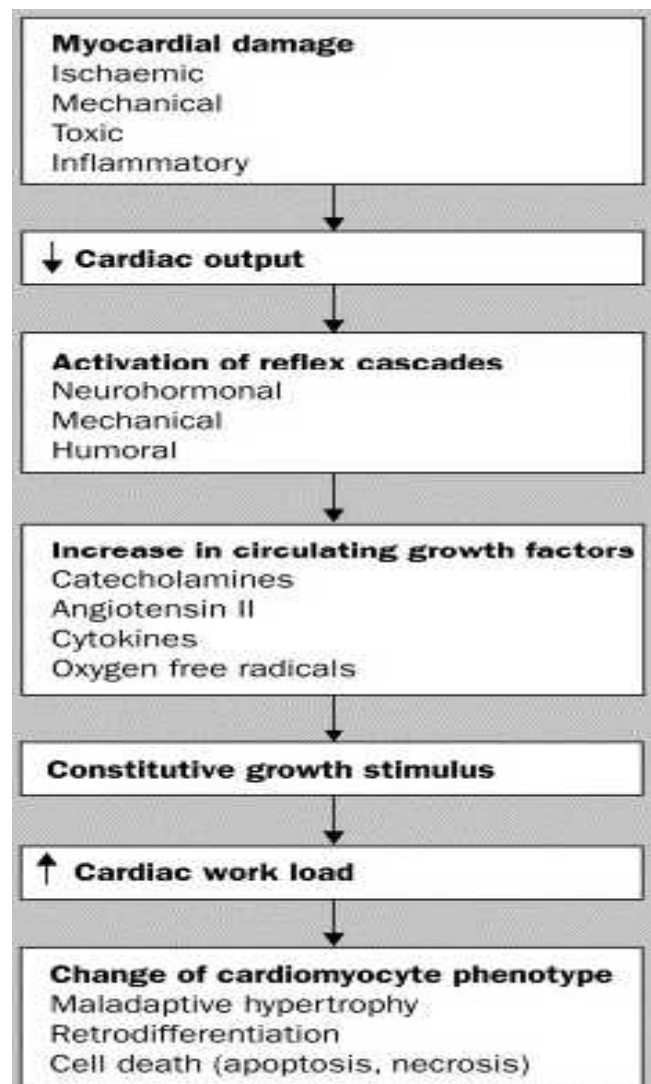 Myocardial damage
Ischaemic
Mechanical
Toxic
Inflammatory
↓ Cardiac output
Activation of reflex cascades
Neurohormonal
Mechanical
Humoral
Increase in circulating growth factors
Catecholamines
Angiotensin II
Cytokines
Oxygen free radicals
Constitutive growth stimulus
↑ Cardiac work load
Change of cardiomyocyte phenotype
Maladaptive hypertrophy
Retrodifferentiation
Cell death (apoptosis, necrosis)